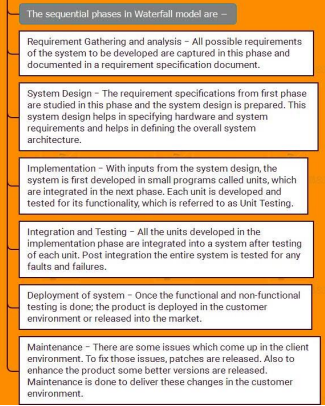 The sequential phases in Waterfall model are –
Requirement Gathering and analysis – All possible requirements
of the system to be developed are captured in this phase and
documented in a requirement specification document.
System Design – The requirement specifications from first phase
are studied in this phase and the system design is prepared. This
system design helps in specifying hardware and system
requirements and helps in defining the overall system
architecture.
Implementation – With inputs from the system design, the
system is first developed in small programs called units, which
are integrated in the next phase. Each unit is developed and
tested for its functionality, which is referred to as Unit Testing.
Integration and Testing – All the units developed in the
implementation phase are integrated into a system after testing
of each unit. Post integration the entire system is tested for any
faults and failures.
Deployment of system – Once the functional and non-functional
testing is done; the product is deployed in the customer
environment or released into the market.
Maintenance – There are some issues which come up in the client
environment. To fix those issues, patches are released. Also to
enhance the product some better versions are released.
Maintenance is done to deliver these changes in the customer
environment.